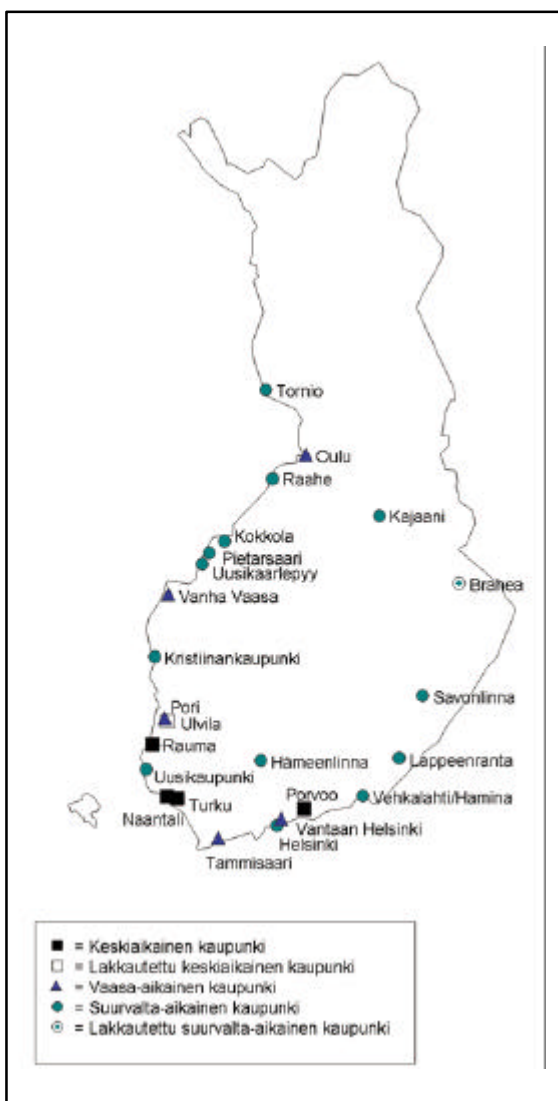 Tornio
Oulu
Raahe
Kajaani
Kokkola
Pietarsaari
Uusikaarlepyy
Brahea
Vanha Vaasa
Kristiinankaupunki
Savonlinna
Pori
Ulvila
Rauma
Uusikaupunki
Hämeenlinna
Lappeenranta
Naantali
Turku
Porvoo
Vehkalahti/Hamina
Vantaan Helsinki
Helsinki
Tammisaari
= Keskiaikainen kaupunki
= Lakkautettu keskiaikainen kaupunki
= Vaasa-aikainen kaupunki
= Suurvalta-aikainen kaupunki
= Lakkautettu suurvalta-aikainen kaupunki